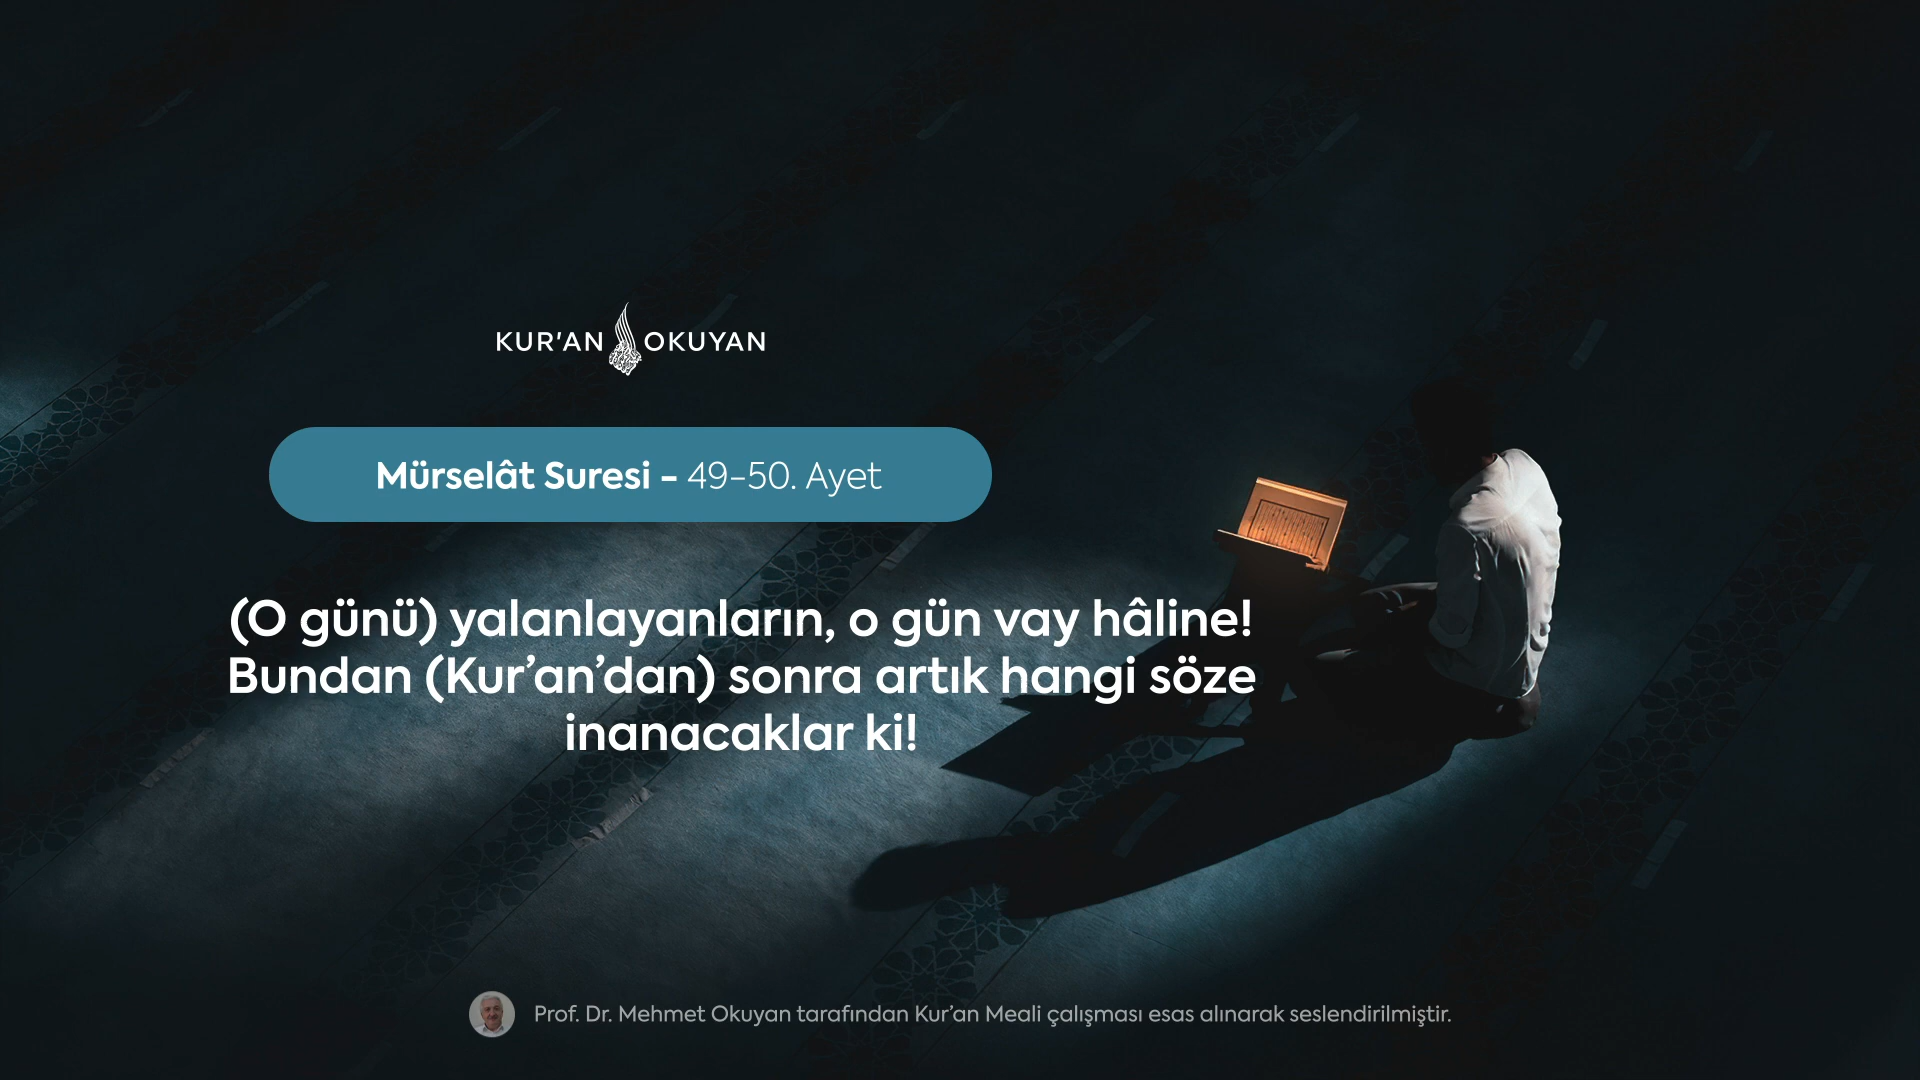 KUR'AN OKUYAN
Mürselât Suresi - 49-50. Ayet
(O günü) yalanlayanların, o gün vay hâline!
Bundan (Kur’an’dan) sonra artık hangi söze
inanacaklar ki!
Prof. Dr. Mehmet Okuyan tarafından Kur’an Meali çalışması esas alınarak seslendirilmiştir.